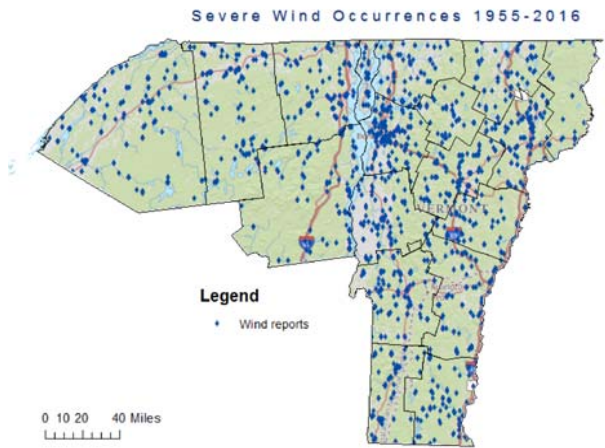 Severe Wind Occurrences 1955-2016
VERMONT
Legend
Wind reports
0 10 20 40 Miles